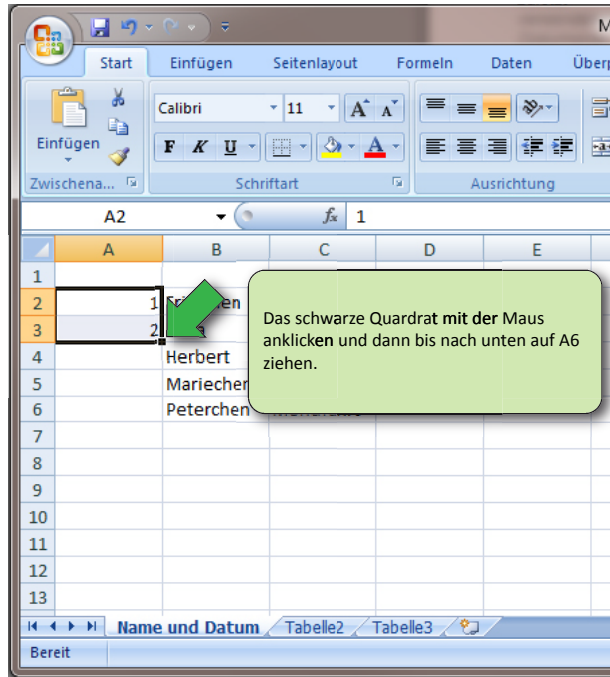 M
Start Einfügen Seitenlayout Formeln Daten Über
Calibri 11 A A
Einfügen F K U A
Zwischena... Schriftart Ausrichtung
A2 fx 1
A B C D E
1
2 1
Das schwarze Quardrat mit der Maus
3 2
anklicken und dann bis nach unten auf A6
ziehen.
4 Herbert
5 Mariechen
6 Peterchen
7
8
9
10
11
12
13
Name und Datum Tabelle2 Tabelle3
Bereit